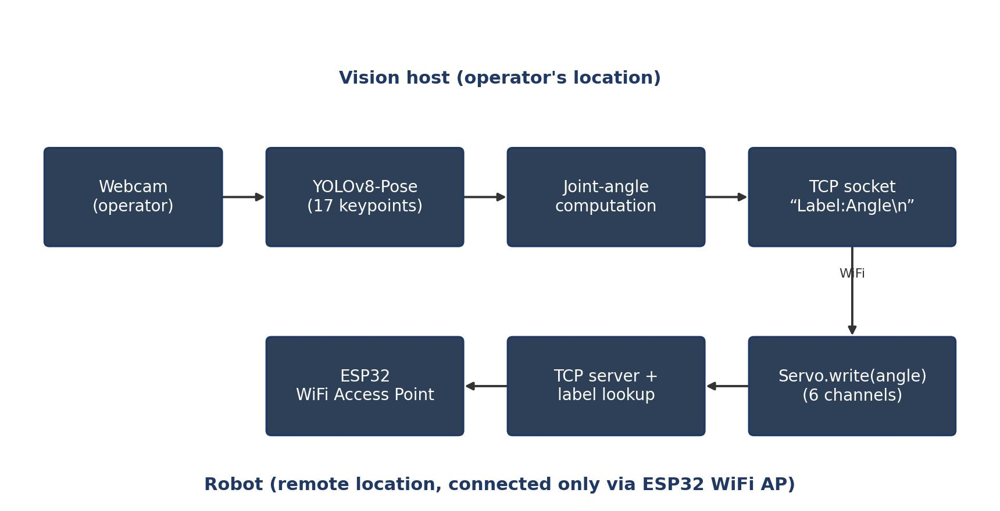 Vision host (operator's location)
Webcam
(operator)
YOLOv8-Pose
(17 keypoints)
Joint-angle
computation
TCP socket
“Label:Angle\n”
WiFi
ESP32
WiFi Access Point
TCP server +
label lookup
Servo.write(angle)
(6 channels)
Robot (remote location, connected only via ESP32 WiFi AP)